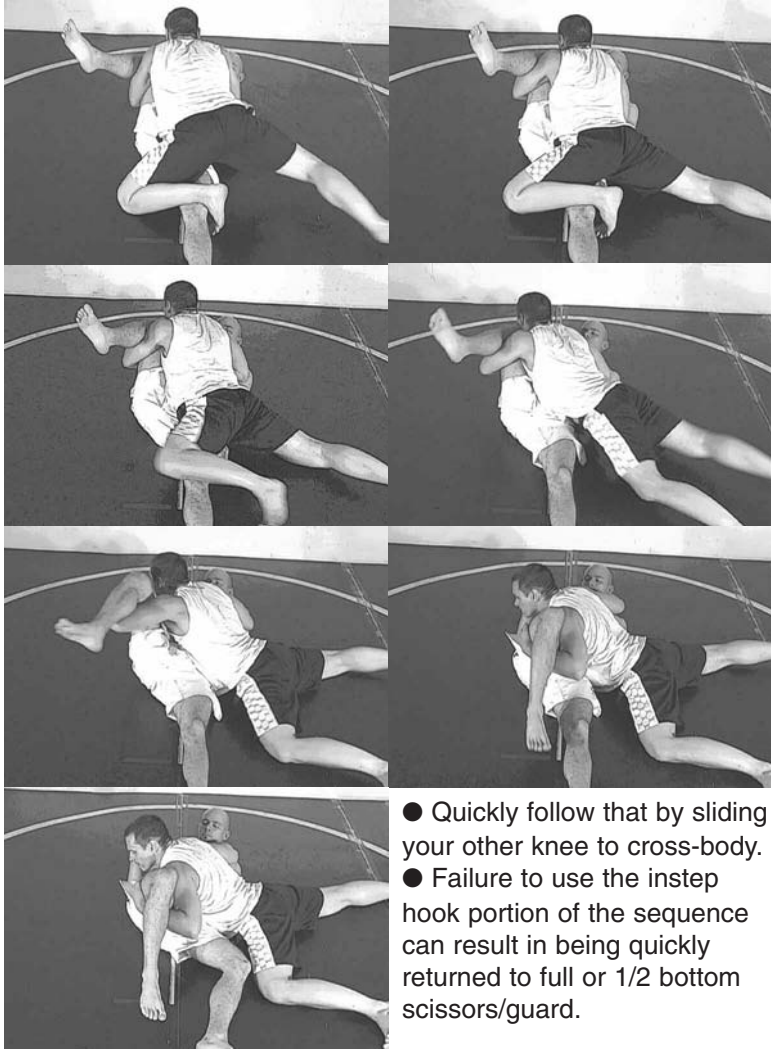 ● Quickly follow that by sliding
your other knee to cross-body.
● Failure to use the instep
hook portion of the sequence
can result in being quickly
returned to full or 1/2 bottom
scissors/guard.